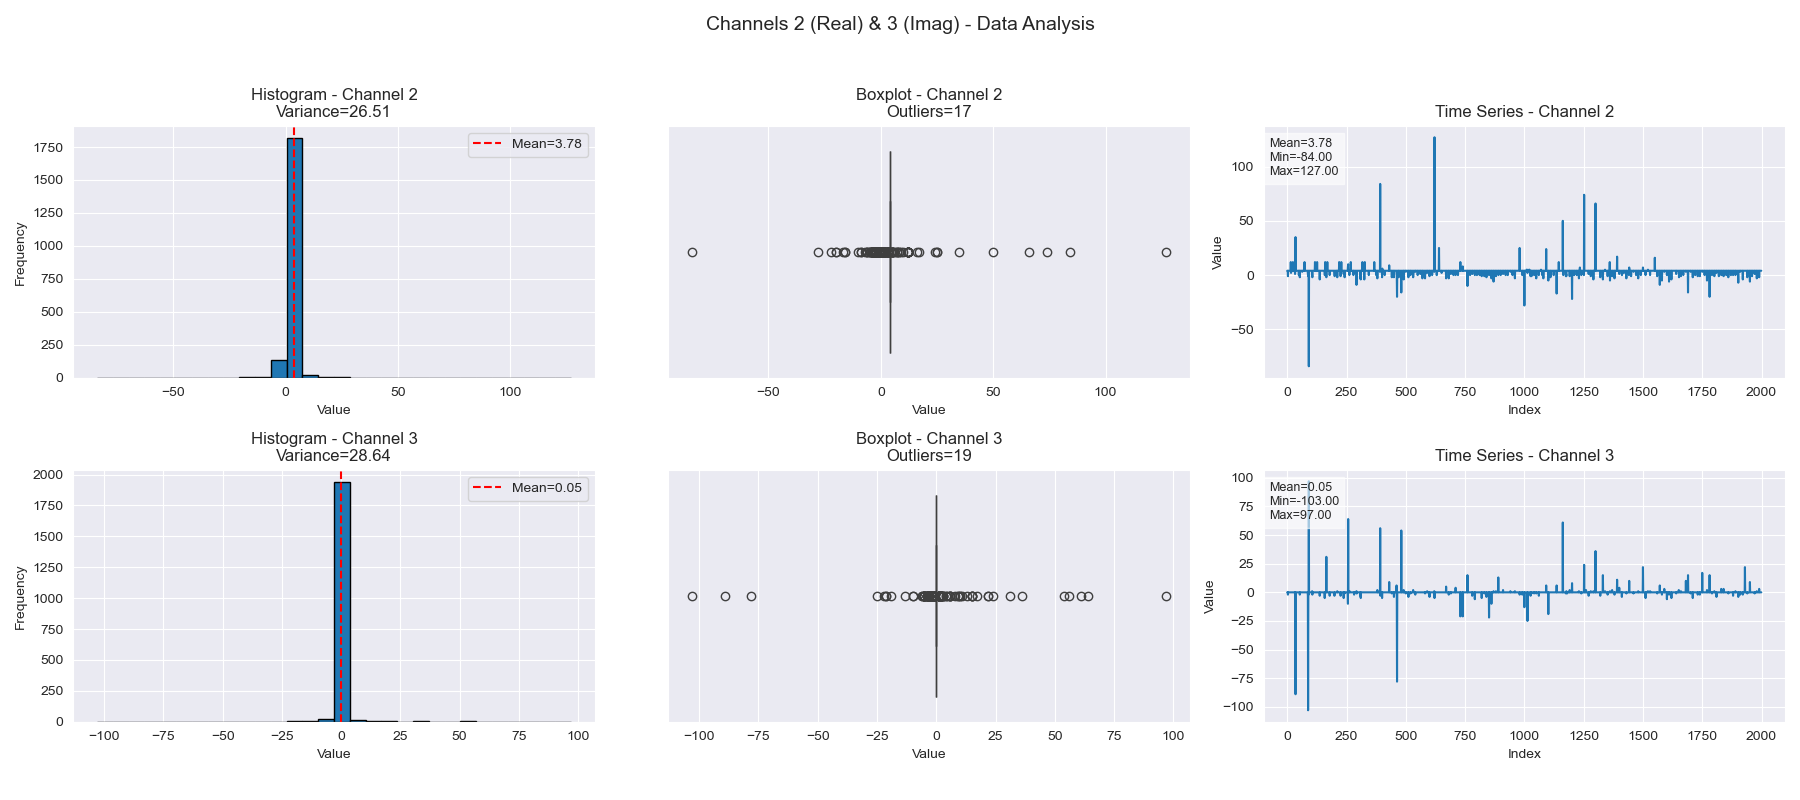 Channels 2 (Real) & 3 (Imag) - Data Analysis
Histogram - Channel 2
Variance=26.51
Mean=3.78
Frequency
1750
1500
1250
1000
750
500
250
0
−50
0
50
100
Value
Boxplot - Channel 2
Outliers=17
−50
0
50
100
Value
Time Series - Channel 2
Mean=3.78
Min=-84.00
Max=127.00
Value
100
50
0
−50
0
250
500
750
1000
1250
1500
1750
2000
Index
Histogram - Channel 3
Variance=28.64
Mean=0.05
Frequency
2000
1750
1500
1250
1000
750
500
250
0
−100
−75
−50
−25
0
25
50
75
100
Value
Boxplot - Channel 3
Outliers=19
−100
−75
−50
−25
0
25
50
75
100
Value
Time Series - Channel 3
Mean=0.05
Min=-103.00
Max=97.00
Value
100
75
50
25
0
−25
−50
−75
−100
0
250
500
750
1000
1250
1500
1750
2000
Index